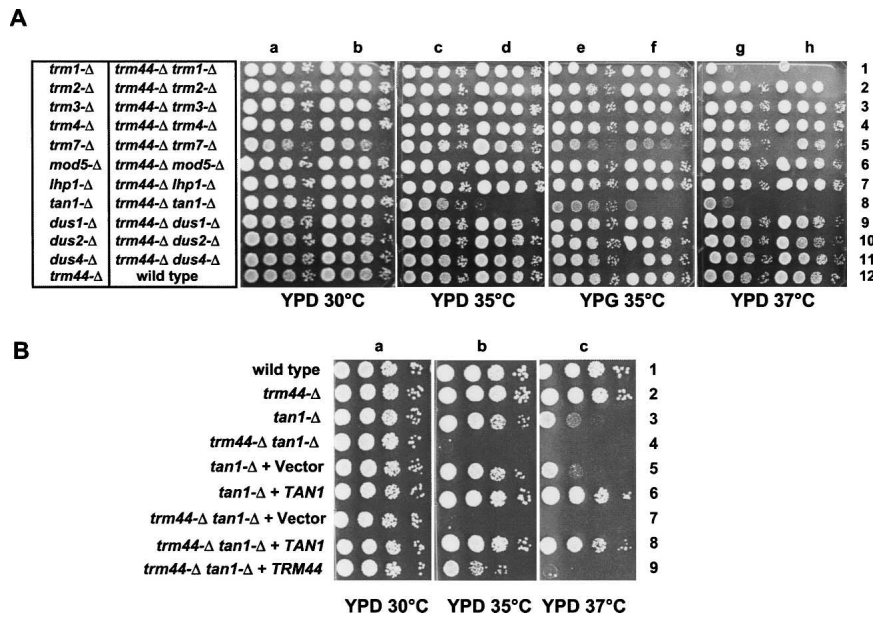 A
a b c d e f g h
trm1-Δ trm44-Δ trm1-Δ 1
trm2-Δ trm44-Δ trm2-Δ 2
trm3-Δ trm44-Δ trm3-Δ 3
trm4-Δ trm44-Δ trm4-Δ 4
trm7-Δ trm44-Δ trm7-Δ 5
mod5-Δ trm44-Δ mod5-Δ 6
lhp1-Δ trm44-Δ lhp1-Δ 7
tan1-Δ trm44-Δ tan1-Δ 8
dus1-Δ trm44-Δ dus1-Δ 9
dus2-Δ trm44-Δ dus2-Δ 10
dus4-Δ trm44-Δ dus4-Δ 11
trm44-Δ wild type 12
YPD 30°C YPD 35°C YPG 35°C YPD 37°C
B
a b c
wild type 1
trm44-Δ 2
tan1-Δ 3
trm44-Δ tan1-Δ 4
tan1-Δ + Vector 5
tan1-Δ + TAN1 6
trm44-Δ tan1-Δ + Vector 7
trm44-Δ tan1-Δ + TAN1 8
trm44-Δ tan1-Δ + TRM44 9
YPD 30°C YPD 35°C YPD 37°C